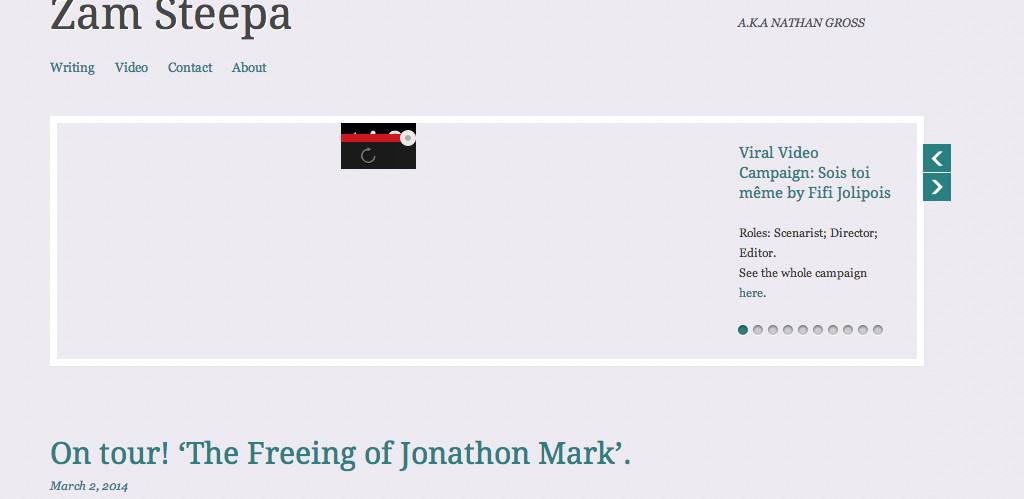 Zam Steepa
A.K.A NATHAN GROSS
Writing Video Contact About
Viral Video
Campaign: Sois toi
même by Fifi Jolipois
Roles: Scenarist; Director;
Editor.
See the whole campaign
here.
On tour! ‘The Freeing of Jonathon Mark’.
March 2, 2014